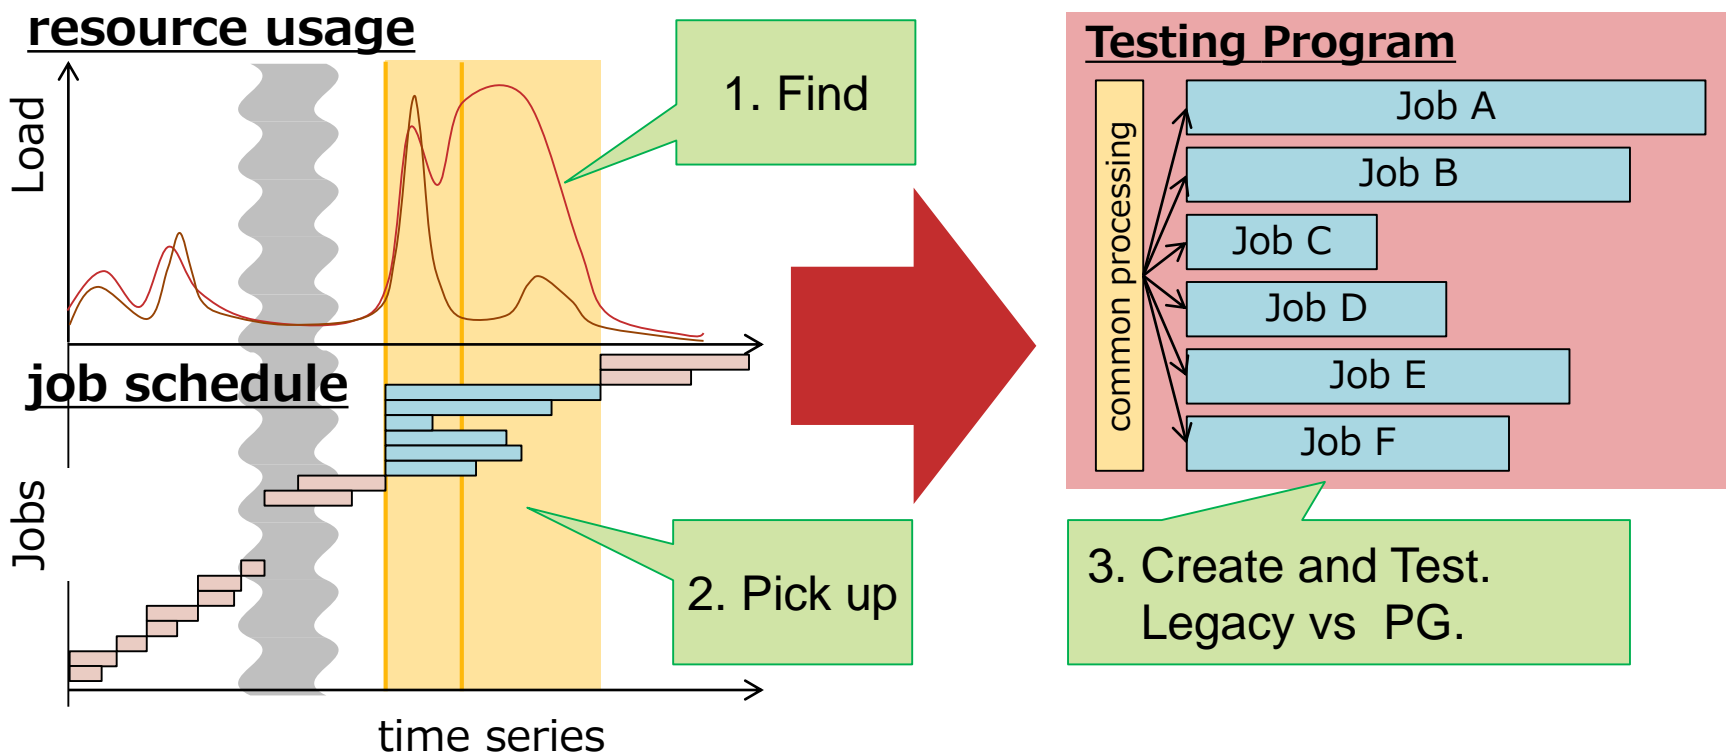 resource usage
Load
1. Find
job schedule
Jobs
2. Pick up
time series
Testing Program
common processing
Job A
Job B
Job C
Job D
Job E
Job F
3. Create and Test.
Legacy vs PG.